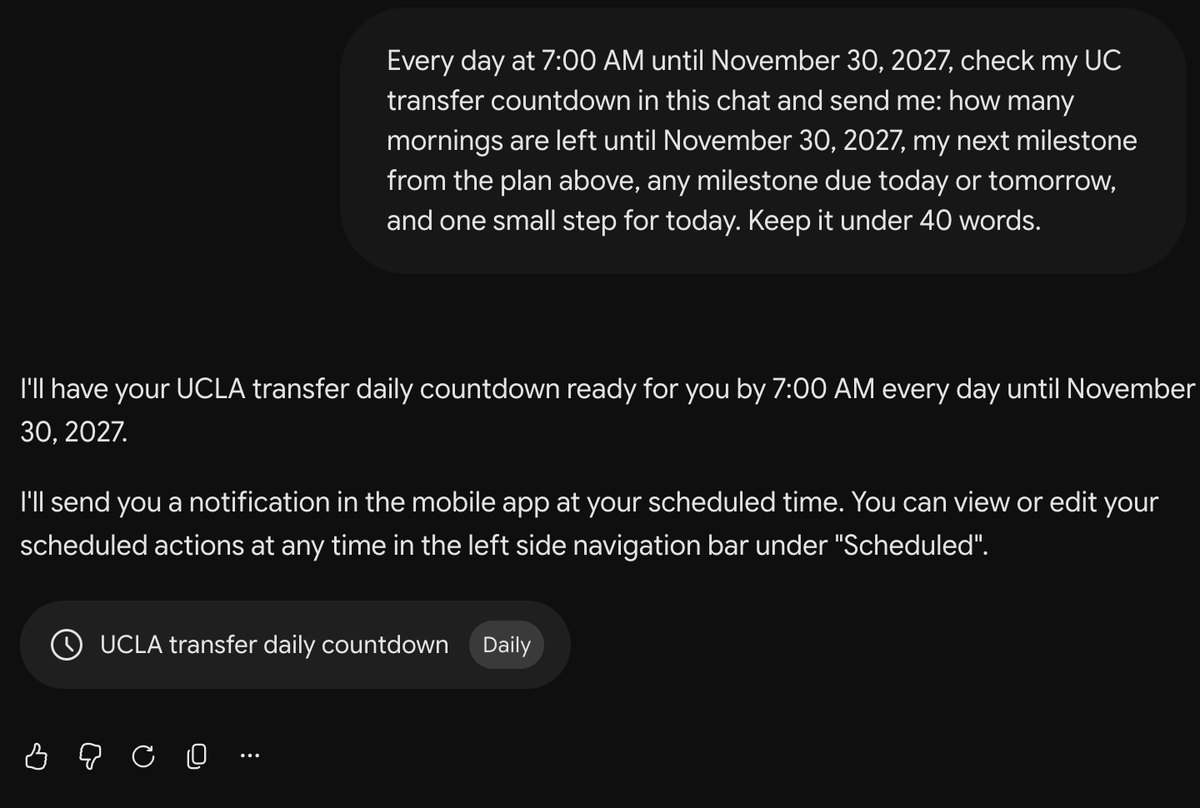 Every day at 7:00 AM until November 30, 2027, check my UC
transfer countdown in this chat and send me: how many
mornings are left until November 30, 2027, my next milestone
from the plan above, any milestone due today or tomorrow,
and one small step for today. Keep it under 40 words.
I'll have your UCLA transfer daily countdown ready for you by 7:00 AM every day until November
30, 2027.
I'll send you a notification in the mobile app at your scheduled time. You can view or edit your
scheduled actions at any time in the left side navigation bar under "Scheduled".
UCLA transfer daily countdown Daily